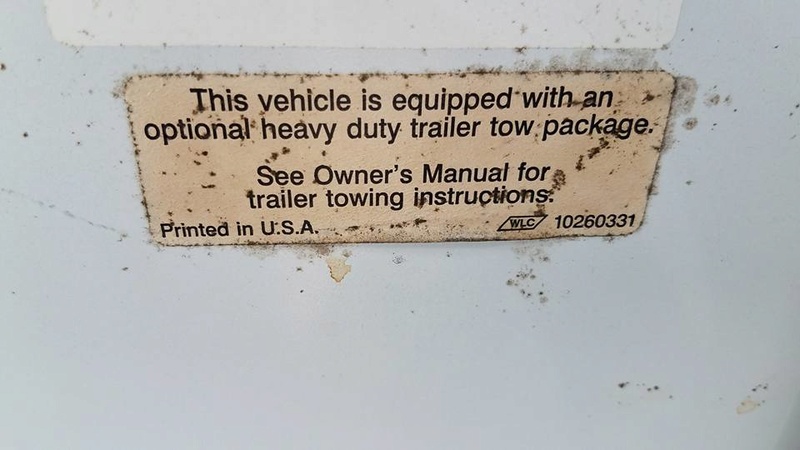 This vehicle is equipped with an
optional heavy duty trailer tow package.
See Owner's Manual for
trailer towing instructions.
Printed in U.S.A. WLC 10260331